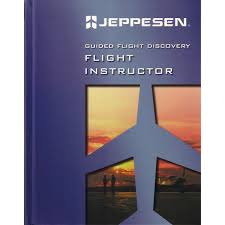 JEPPESEN
GUIDED FLIGHT DISCOVERY
FLIGHT
INSTRUCTOR